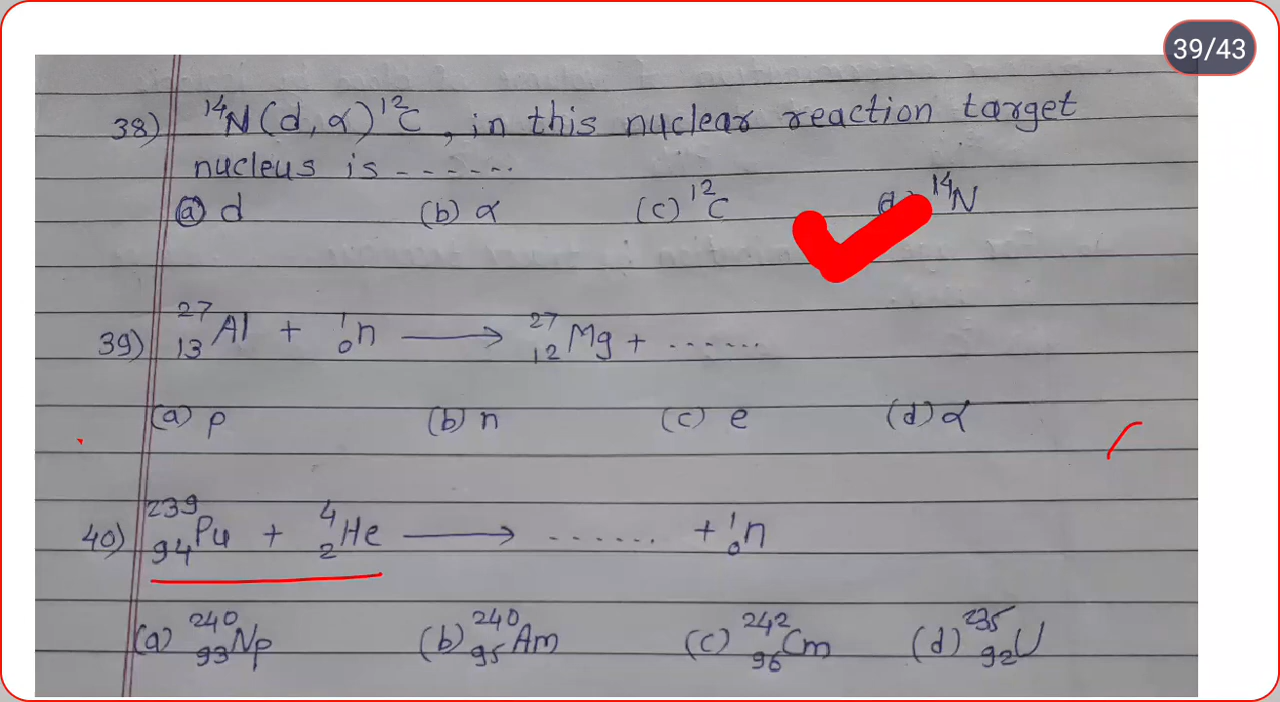 39/43
38) ¹⁴N(d,α)¹²C, in this nuclear reaction target
nucleus is ------
(a) d (b) α (c) ¹²C (d) ¹⁴N
39) ²⁷₁₃Al + ¹₀n ⟶ ²⁷₁₂Mg + ......
(a) p (b) n (c) e (d) α
40) ²³⁹₉₄Pu + ⁴₂He ⟶ ...... + ¹₀n
(a) ²⁴⁰₉₃Np (b) ²⁴⁰₉₅Am (c) ²⁴²₉₆Cm (d) ²³⁵₉₂U